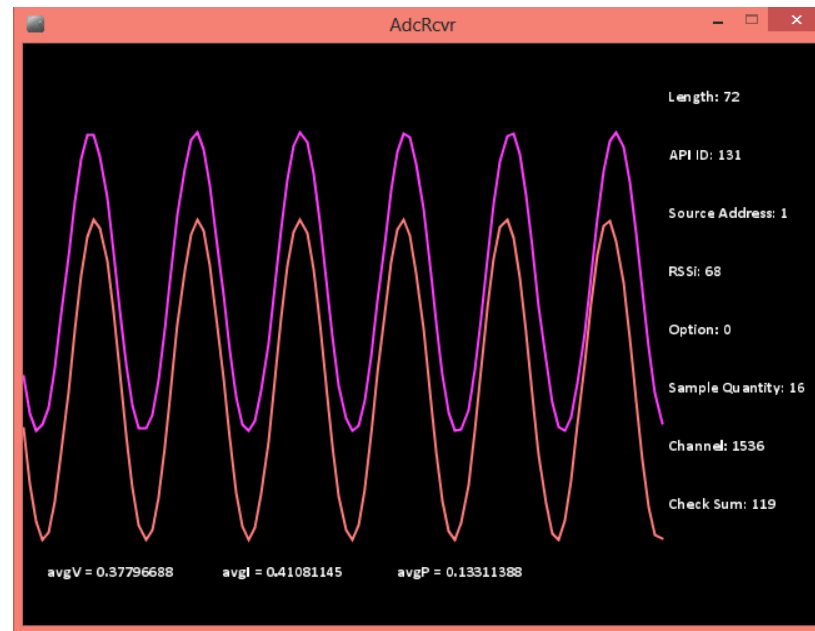 AdcRcvr
Length: 72
API ID: 131
Source Address: 1
RSSi: 68
Option: 0
Sample Quantity: 16
Channel: 1536
Check Sum: 119
avgV = 0.37796688 avgI = 0.41081145 avgP = 0.13311388